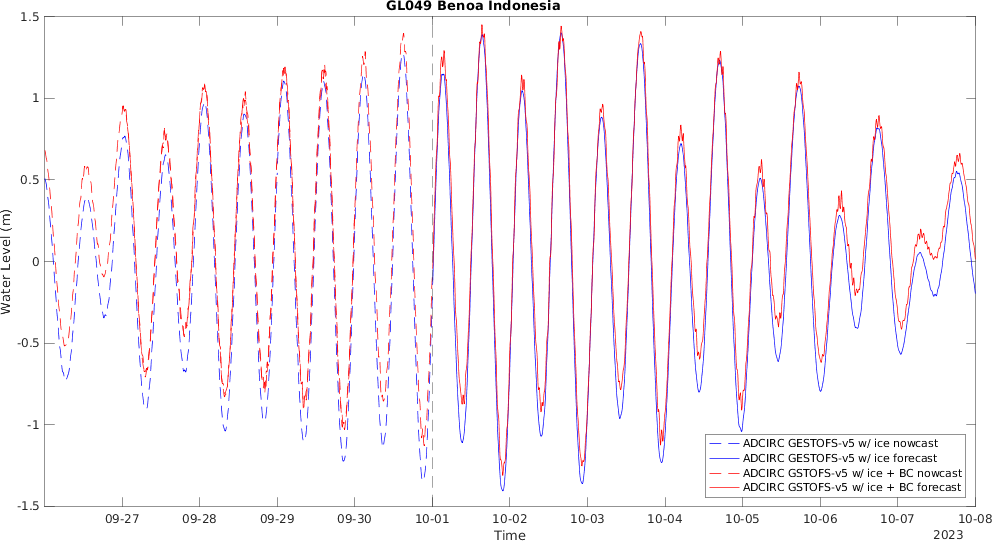 GL049 Benoa Indonesia
1.5
1
0.5
0
-0.5
-1
-1.5
Water Level (m)
ADCIRC GESTOFS-v5 w/ ice nowcast
ADCIRC GESTOFS-v5 w/ ice forecast
ADCIRC GSTOFS-v5 w/ ice + BC nowcast
ADCIRC GSTOFS-v5 w/ ice + BC forecast
09-27 09-28 09-29 09-30 10-01 10-02 10-03 10-04 10-05 10-06 10-07 10-08
Time
2023